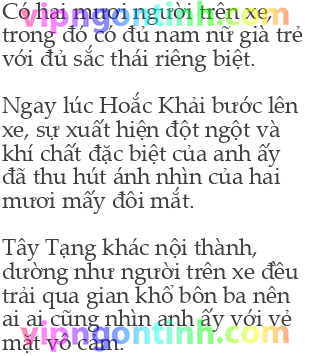 Có hai mươi người trên xe,
trong đó có đủ nam nữ già trẻ
với đủ sắc thái riêng biệt.
Ngay lúc Hoắc Khải bước lên
xe, sự xuất hiện đột ngột và
khí chất đặc biệt của anh ấy
đã thu hút ánh nhìn của hai
mươi mấy đôi mắt.
Tây Tạng khác nội thành,
dường như người trên xe đều
trải qua gian khổ bôn ba nên
ai ai cũng nhìn anh ấy với vẻ
mặt vô cảm.
vipngontinh.com
vipngontinh.com